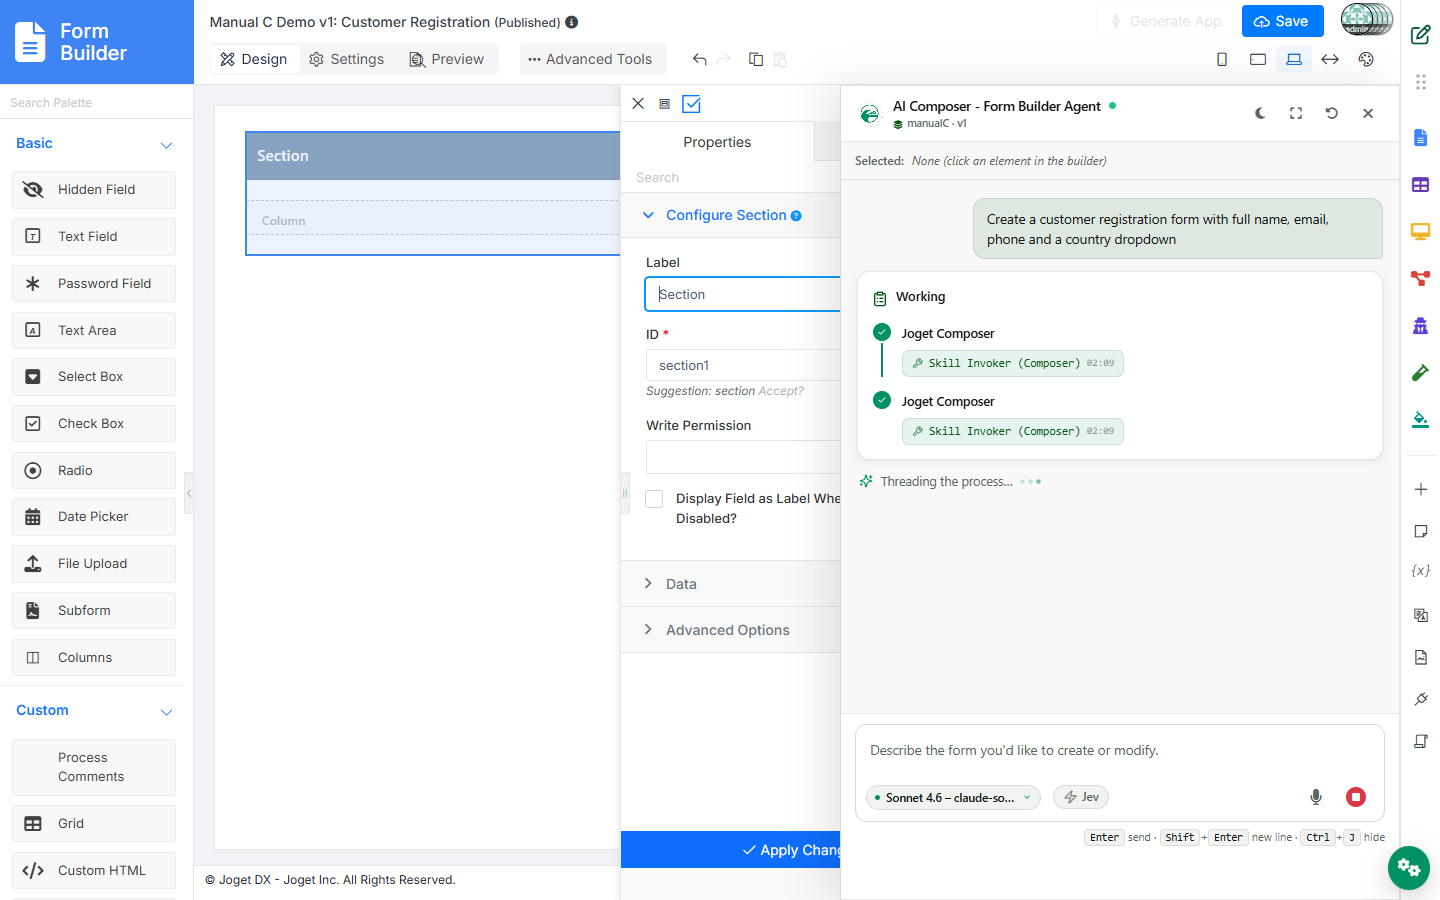 Form
Builder
Manual C Demo v1: Customer Registration (Published)
Generate App
Save
admin
Design
Settings
Preview
Advanced Tools
Search Palette
Basic
Hidden Field
Text Field
Password Field
Text Area
Select Box
Check Box
Radio
Date Picker
File Upload
Subform
Columns
Custom
Process
Comments
Grid
Custom HTML
Section
Column
© Joget DX - Joget Inc. All Rights Reserved.
Properties
Search
Configure Section
Label
Section
ID *
section1
Suggestion: section Accept?
Write Permission
Display Field as Label Whe
Disabled?
Data
Advanced Options
Apply Chang
AI Composer - Form Builder Agent
manualC · v1
Selected: None (click an element in the builder)
Create a customer registration form with full name, email,
phone and a country dropdown
Working
Joget Composer
Skill Invoker (Composer) 02:09
Joget Composer
Skill Invoker (Composer) 02:09
Threading the process...
Describe the form you'd like to create or modify.
Sonnet 4.6 – claude-so...
Jev
Enter send · Shift + Enter new line · Ctrl + J hide
{x}